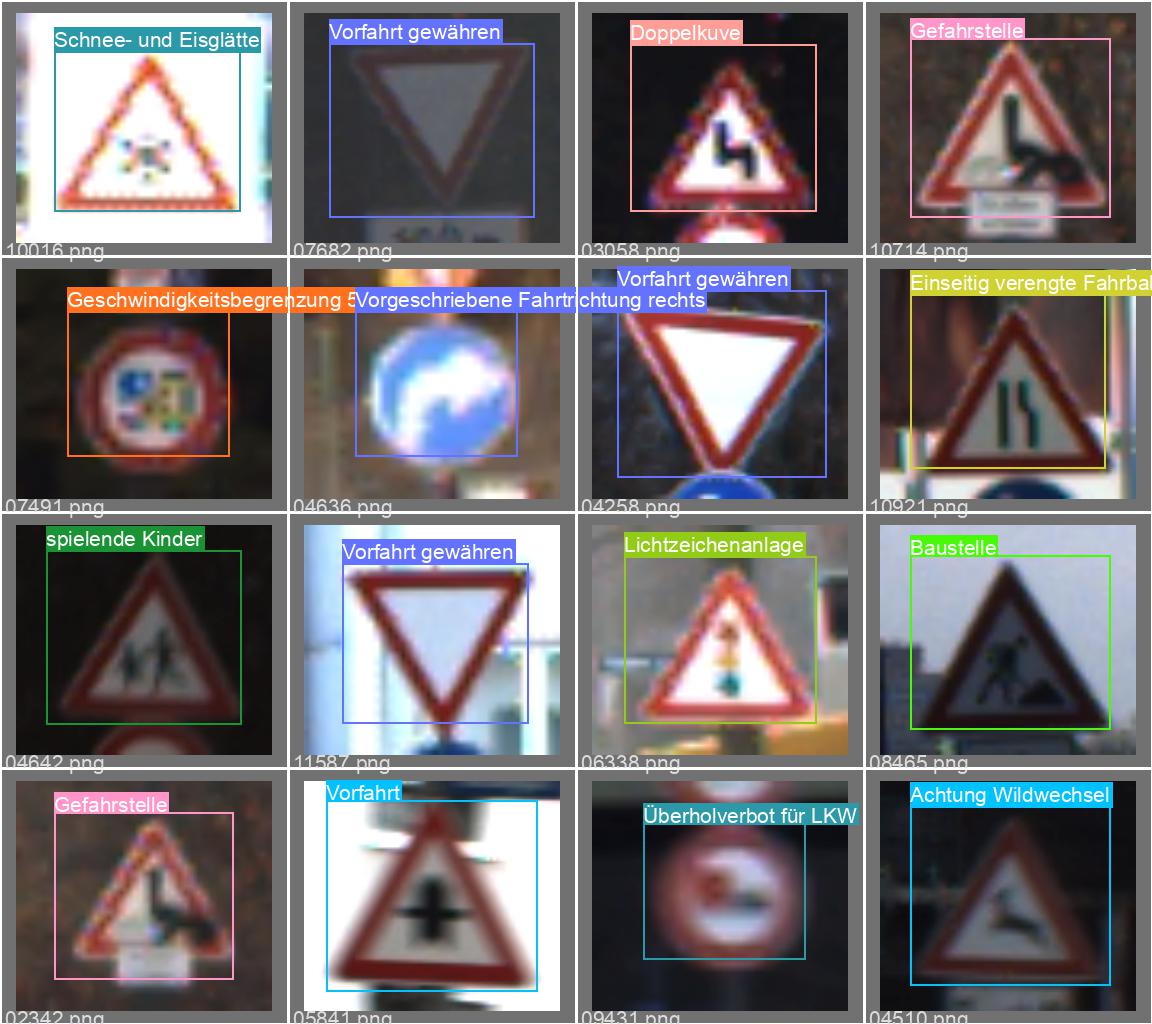 Schnee- und Eisglätte
Vorfahrt gewähren
Doppelkuve
Gefahrstelle
10016.png
07682.png
03058.png
10714.png
Geschwindigkeitsbegrenzung 5
Vorgeschriebene Fahrtrichtung rechts
Vorfahrt gewähren
Einseitig verengte Fahrba
07491.png
04636.png
04258.png
10921.png
spielende Kinder
Vorfahrt gewähren
Lichtzeichenanlage
Baustelle
04642.png
11587.png
06338.png
08465.png
Gefahrstelle
Vorfahrt
Überholverbot für LKW
Achtung Wildwechsel
02342.png
05841.png
09431.png
04510.png